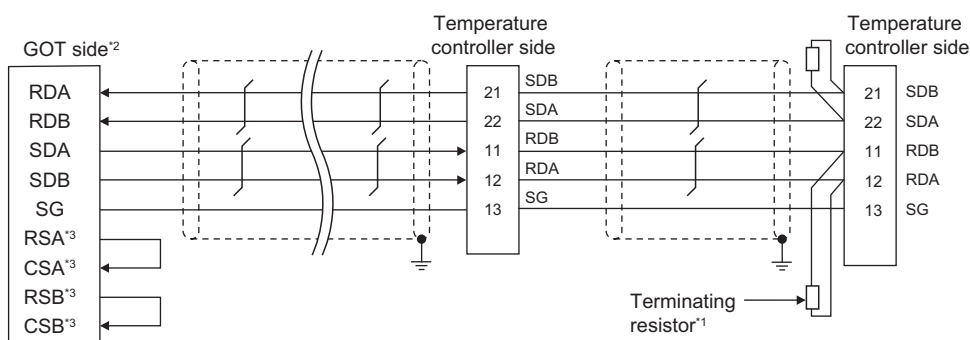 Temperature
controller side
Temperature
controller side
GOT side*2
RDA
RDB
SDA
SDB
SG
RSA*3
CSA*3
RSB*3
CSB*3
21
22
11
12
13
SDB
SDA
RDB
RDA
SG
21
22
11
12
13
SDB
SDA
RDB
RDA
SG
Terminating
resistor*1